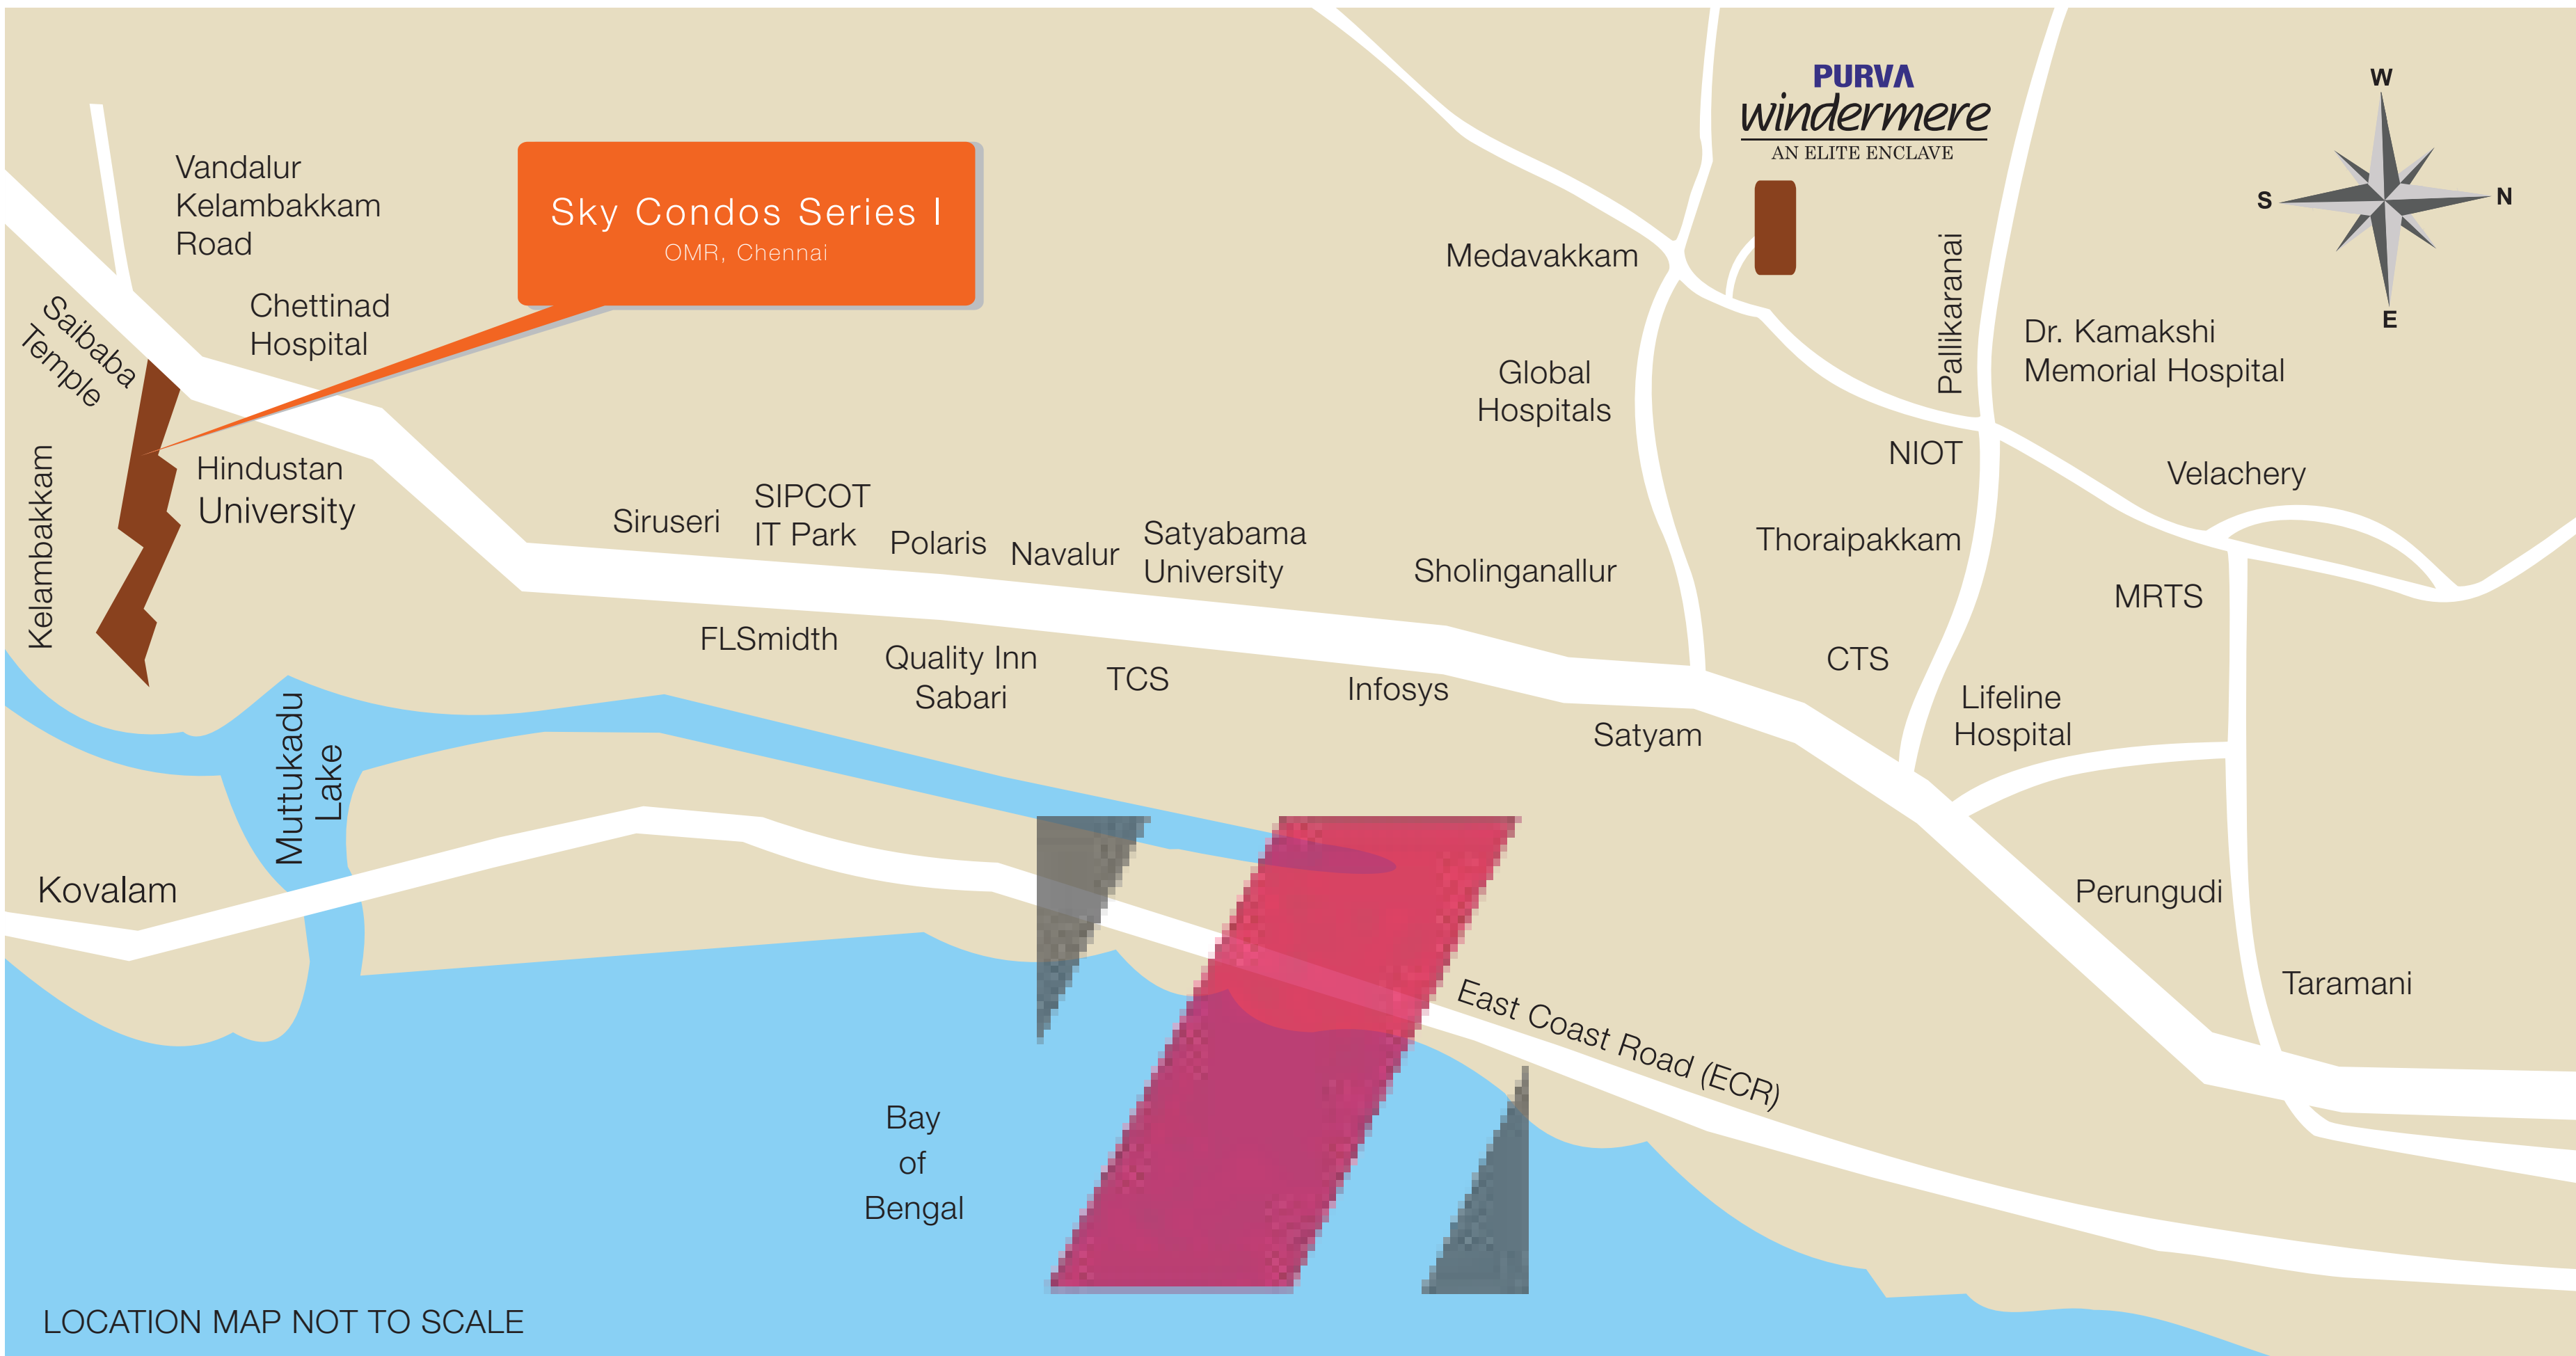 PURVA
windermere
AN ELITE ENCLAVE
W
S
N
E
Vandalur
Kelambakkam
Road
Sky Condos Series I
OMR, Chennai
Medavakkam
Pallikaranai
Saibaba
Temple
Chettinad
Hospital
Dr. Kamakshi
Memorial Hospital
Global
Hospitals
Kelambakkam
Hindustan
University
NIOT
Velachery
Siruseri
SIPCOT
IT Park
Polaris
Navalur
Satyabama
University
Sholinganallur
Thoraipakkam
MRTS
FLSmidth
Quality Inn
Sabari
TCS
Infosys
Satyam
CTS
Lifeline
Hospital
Muttukadu
Lake
Kovalam
Perungudi
Taramani
East Coast Road (ECR)
Bay
of
Bengal
LOCATION MAP NOT TO SCALE